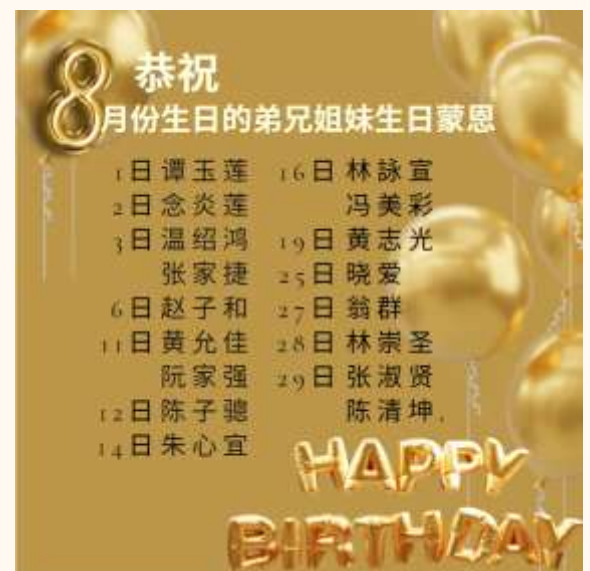 恭祝
8月份生日的弟兄姐妹生日蒙恩
1日 谭玉莲
2日 念炎莲
3日 温绍鸿
张家捷
6日 赵子和
11日 黄允佳
阮家强
12日 陈子骢
14日 朱心宜
16日 林詠宣
冯美彩
19日 黄志光
25日 晓爱
27日 翁群
28日 林崇圣
29日 张淑贤
陈清坤.
HAPPY
BIRTHDAY